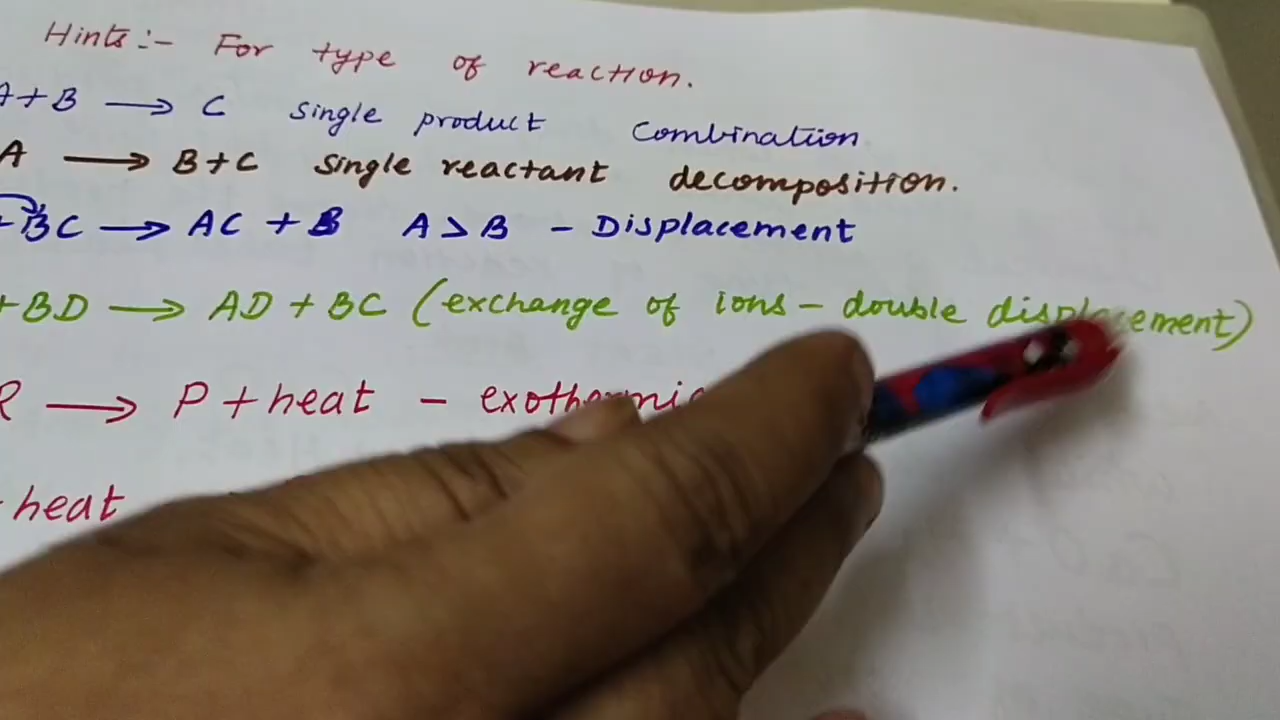 Hints:- For type of reaction.
A+B → C single product combination
A → B+C single reactant decomposition.
+BC → AC + B A > B - Displacement
+BD → AD + BC (exchange of ions - double displacement)
R → P + heat - exothermic
heat